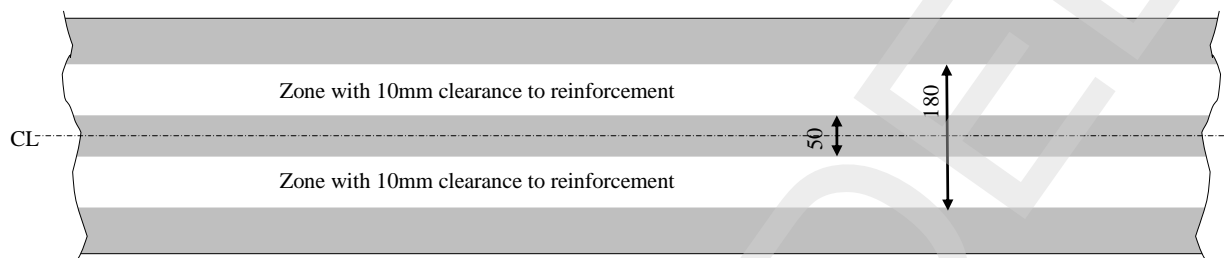 Zone with 10mm clearance to reinforcement
180
CL
50
Zone with 10mm clearance to reinforcement